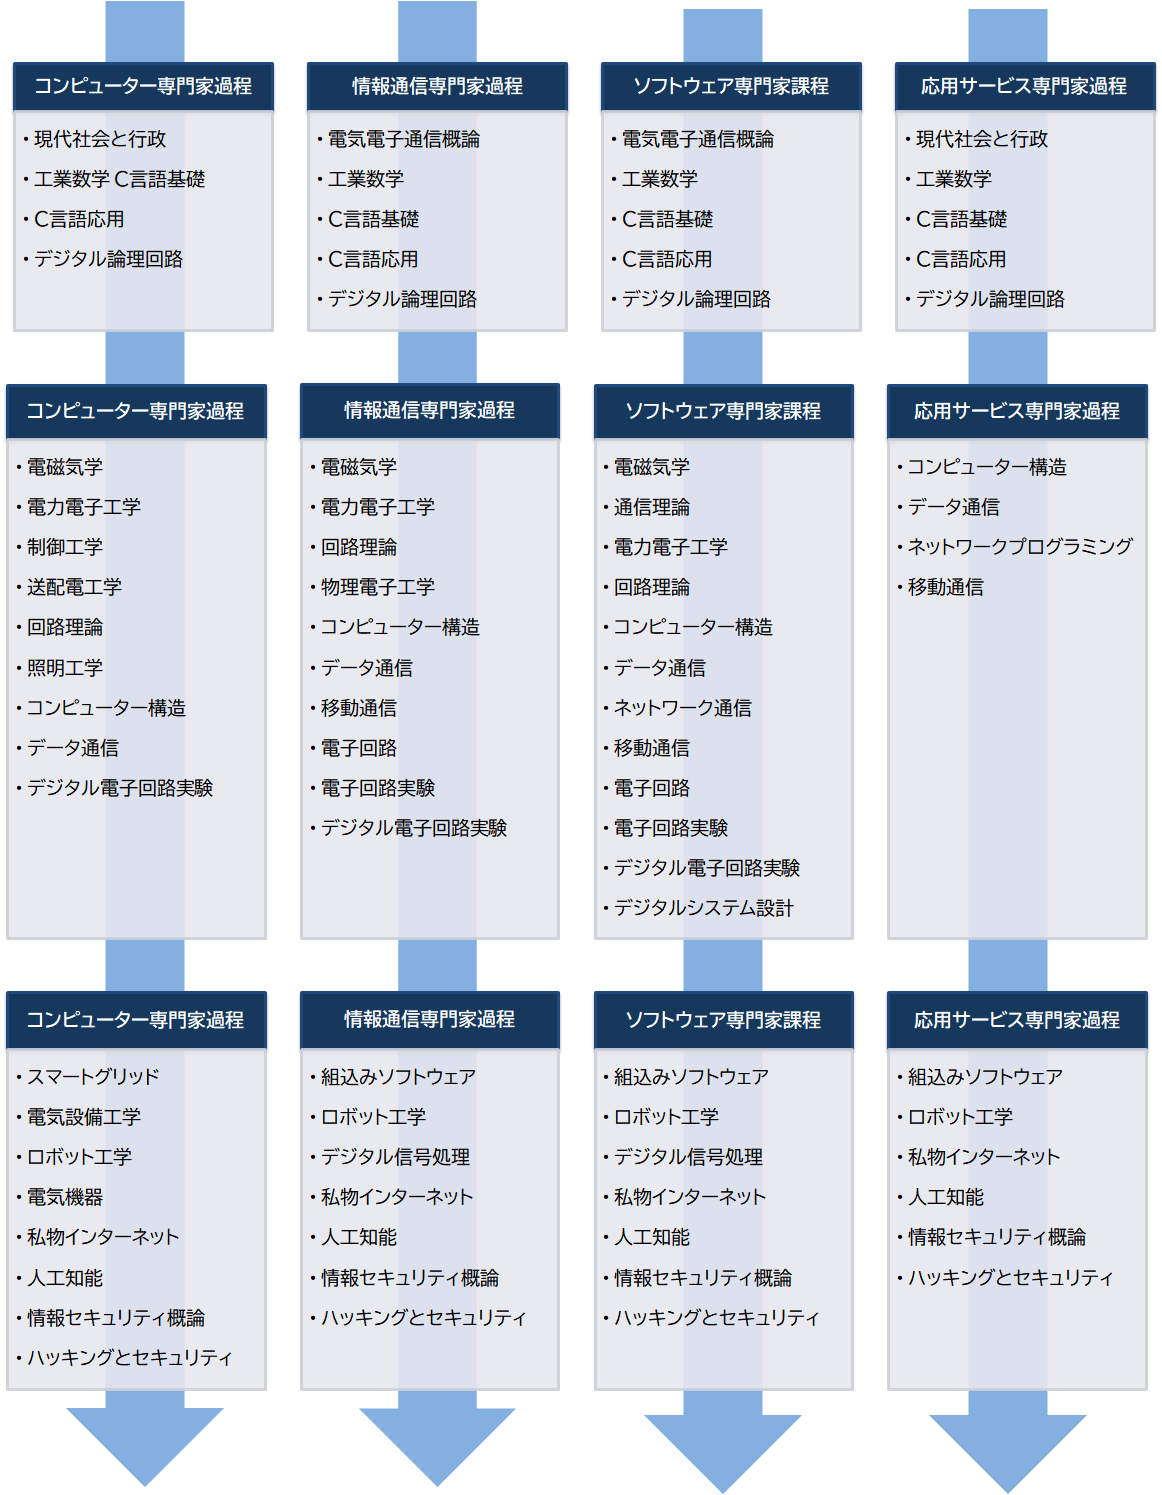 コンピューター専門家過程
・現代社会と行政
・工業数学 C言語基礎
・C言語応用
・デジタル論理回路
情報通信専門家過程
・電気電子通信概論
・工業数学
・C言語基礎
・C言語応用
・デジタル論理回路
ソフトウェア専門家課程
・電気電子通信概論
・工業数学
・C言語基礎
・C言語応用
・デジタル論理回路
応用サービス専門家過程
・現代社会と行政
・工業数学
・C言語基礎
・C言語応用
・デジタル論理回路
コンピューター専門家過程
・電磁気学
・電力電子工学
・制御工学
・送配電工学
・回路理論
・照明工学
・コンピューター構造
・データ通信
・デジタル電子回路実験
情報通信専門家過程
・電磁気学
・電力電子工学
・回路理論
・物理電子工学
・コンピューター構造
・データ通信
・移動通信
・電子回路
・電子回路実験
・デジタル電子回路実験
ソフトウェア専門家課程
・電磁気学
・通信理論
・電力電子工学
・回路理論
・コンピューター構造
・データ通信
・ネットワーク通信
・移動通信
・電子回路
・電子回路実験
・デジタル電子回路実験
・デジタルシステム設計
応用サービス専門家過程
・コンピューター構造
・データ通信
・ネットワークプログラミング
・移動通信
コンピューター専門家過程
・スマートグリッド
・電気設備工学
・ロボット工学
・電気機器
・私物インターネット
・人工知能
・情報セキュリティ概論
・ハッキングとセキュリティ
情報通信専門家過程
・組込みソフトウェア
・ロボット工学
・デジタル信号処理
・私物インターネット
・人工知能
・情報セキュリティ概論
・ハッキングとセキュリティ
ソフトウェア専門家課程
・組込みソフトウェア
・ロボット工学
・デジタル信号処理
・私物インターネット
・人工知能
・情報セキュリティ概論
・ハッキングとセキュリティ
応用サービス専門家過程
・組込みソフトウェア
・ロボット工学
・私物インターネット
・人工知能
・情報セキュリティ概論
・ハッキングとセキュリティ